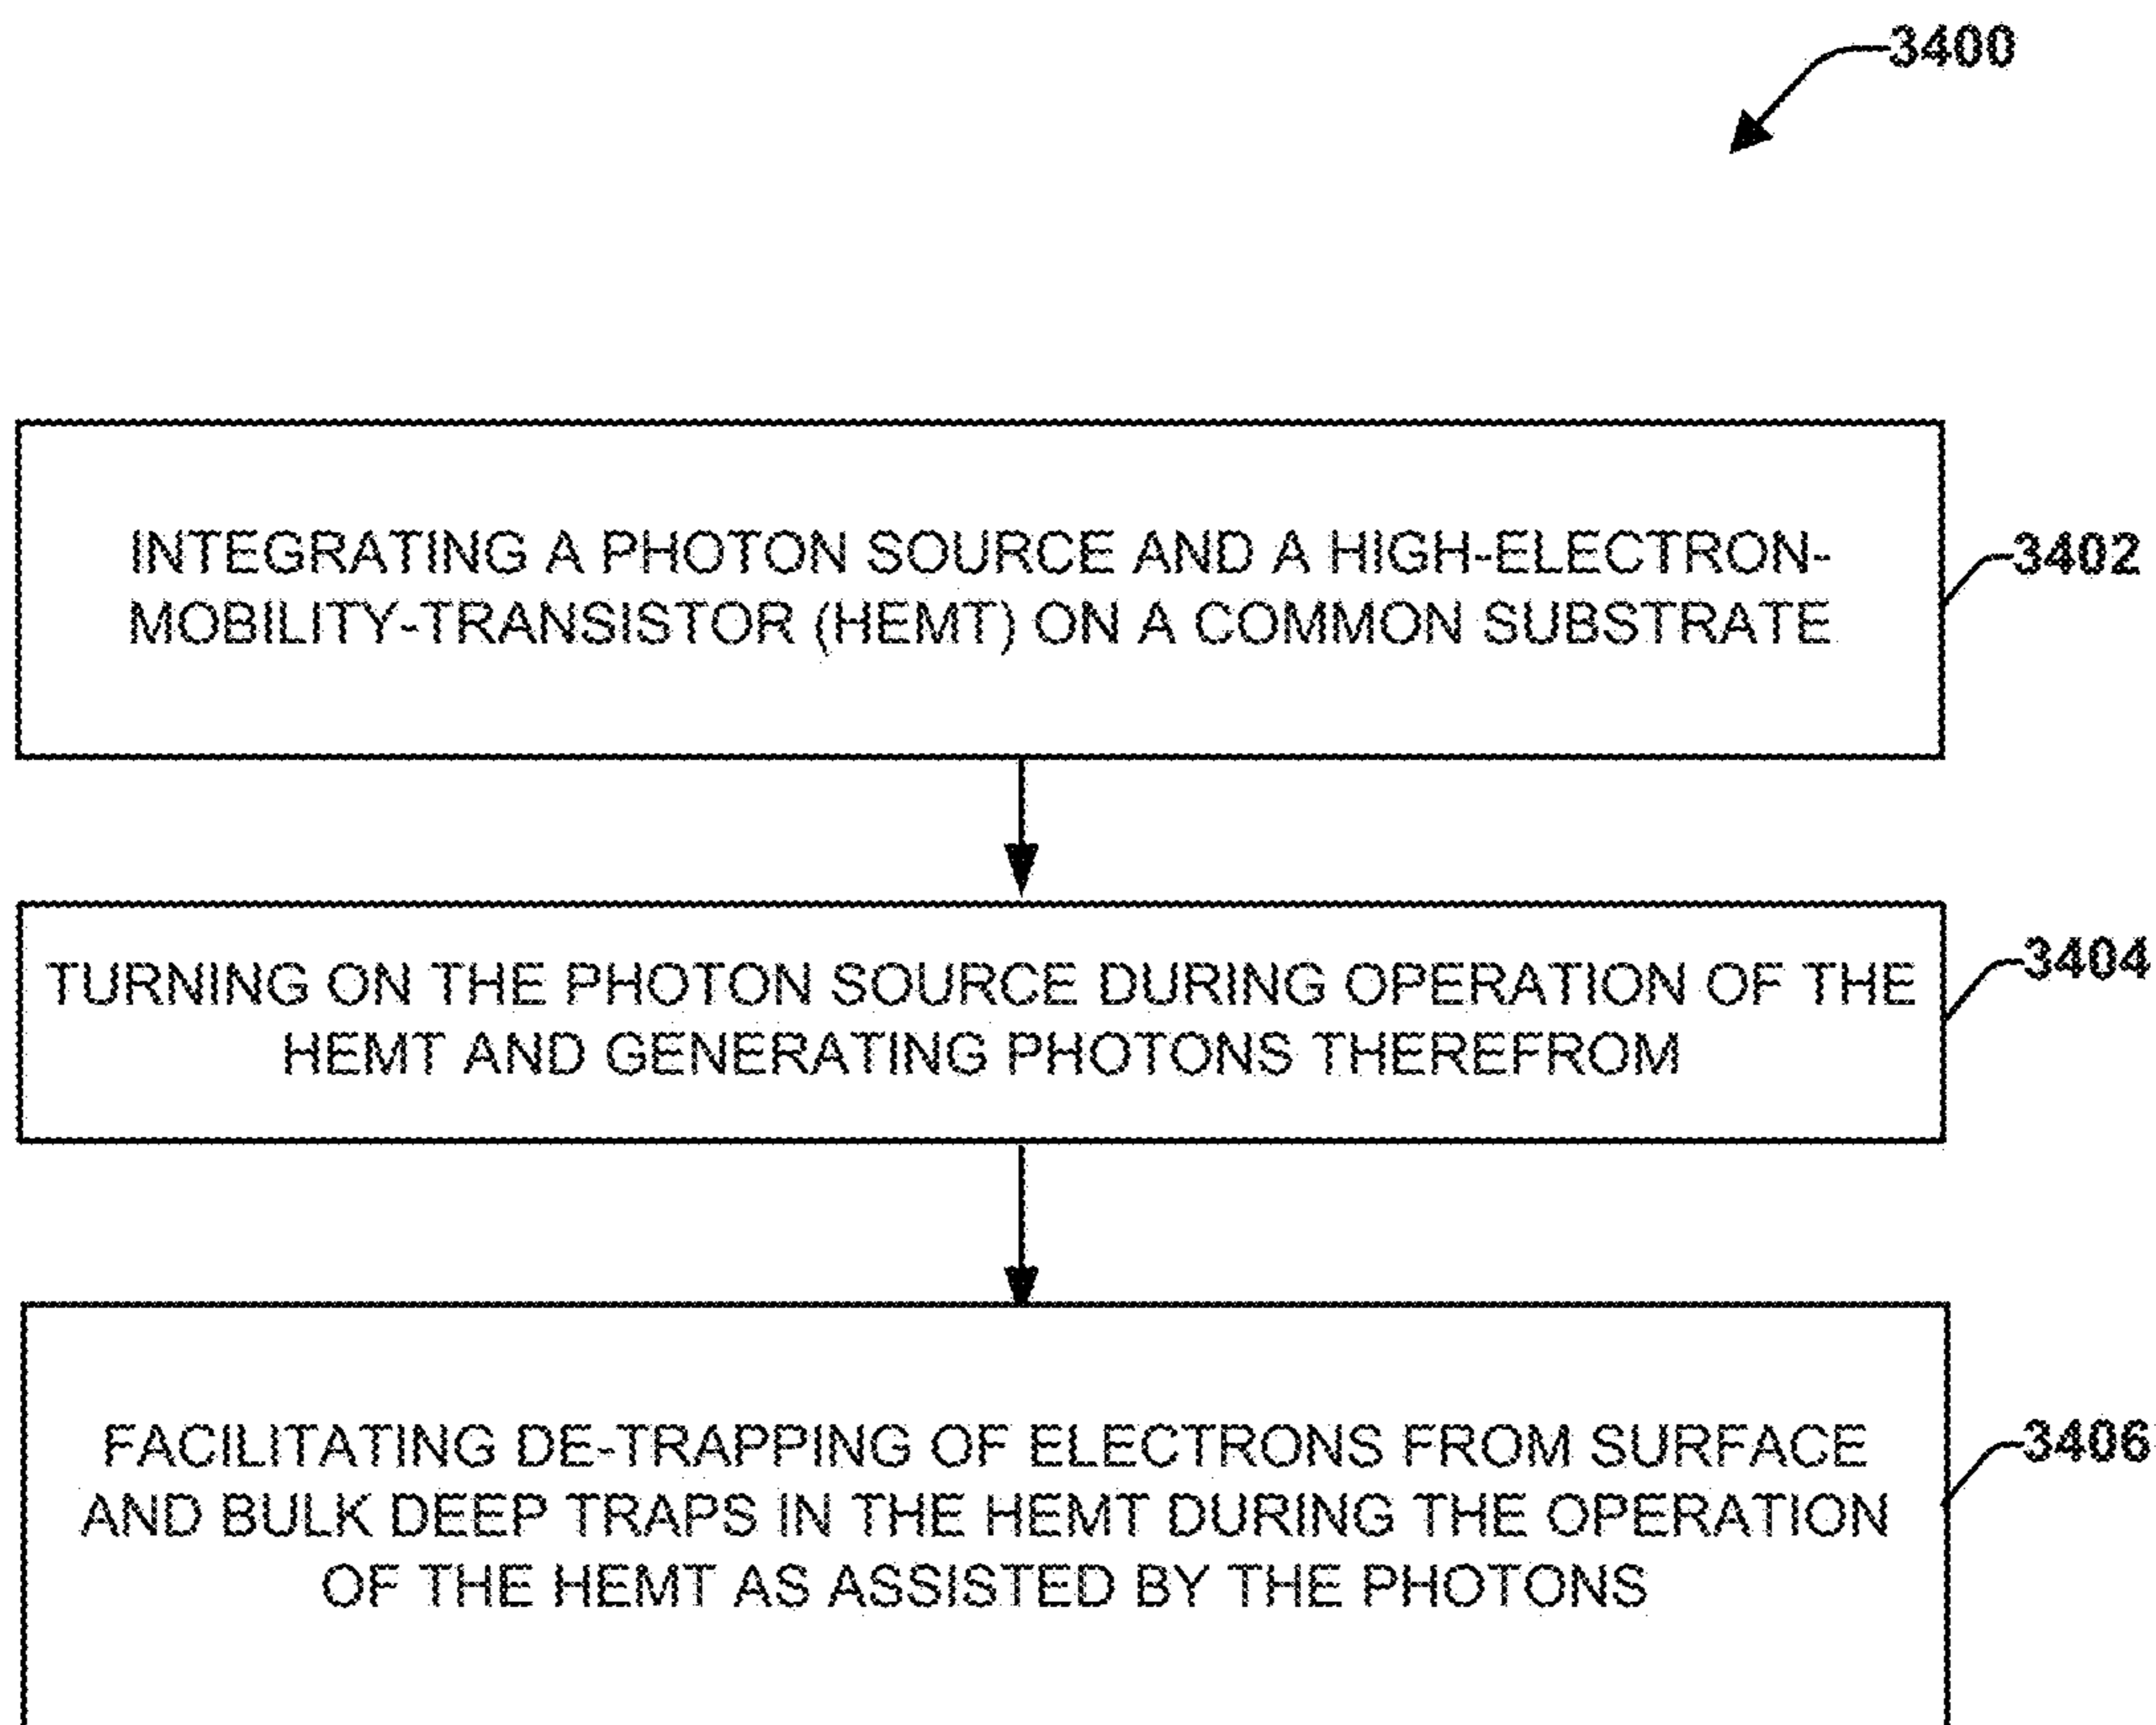 3400
INTEGRATING A PHOTON SOURCE AND A HIGH-ELECTRON-
MOBILITY-TRANSISTOR (HEMT) ON A COMMON SUBSTRATE
3402
TURNING ON THE PHOTON SOURCE DURING OPERATION OF THE
HEMT AND GENERATING PHOTONS THEREFROM
3404
FACILITATING DE-TRAPPING OF ELECTRONS FROM SURFACE
AND BULK DEEP TRAPS IN THE HEMT DURING THE OPERATION
OF THE HEMT AS ASSISTED BY THE PHOTONS
3406